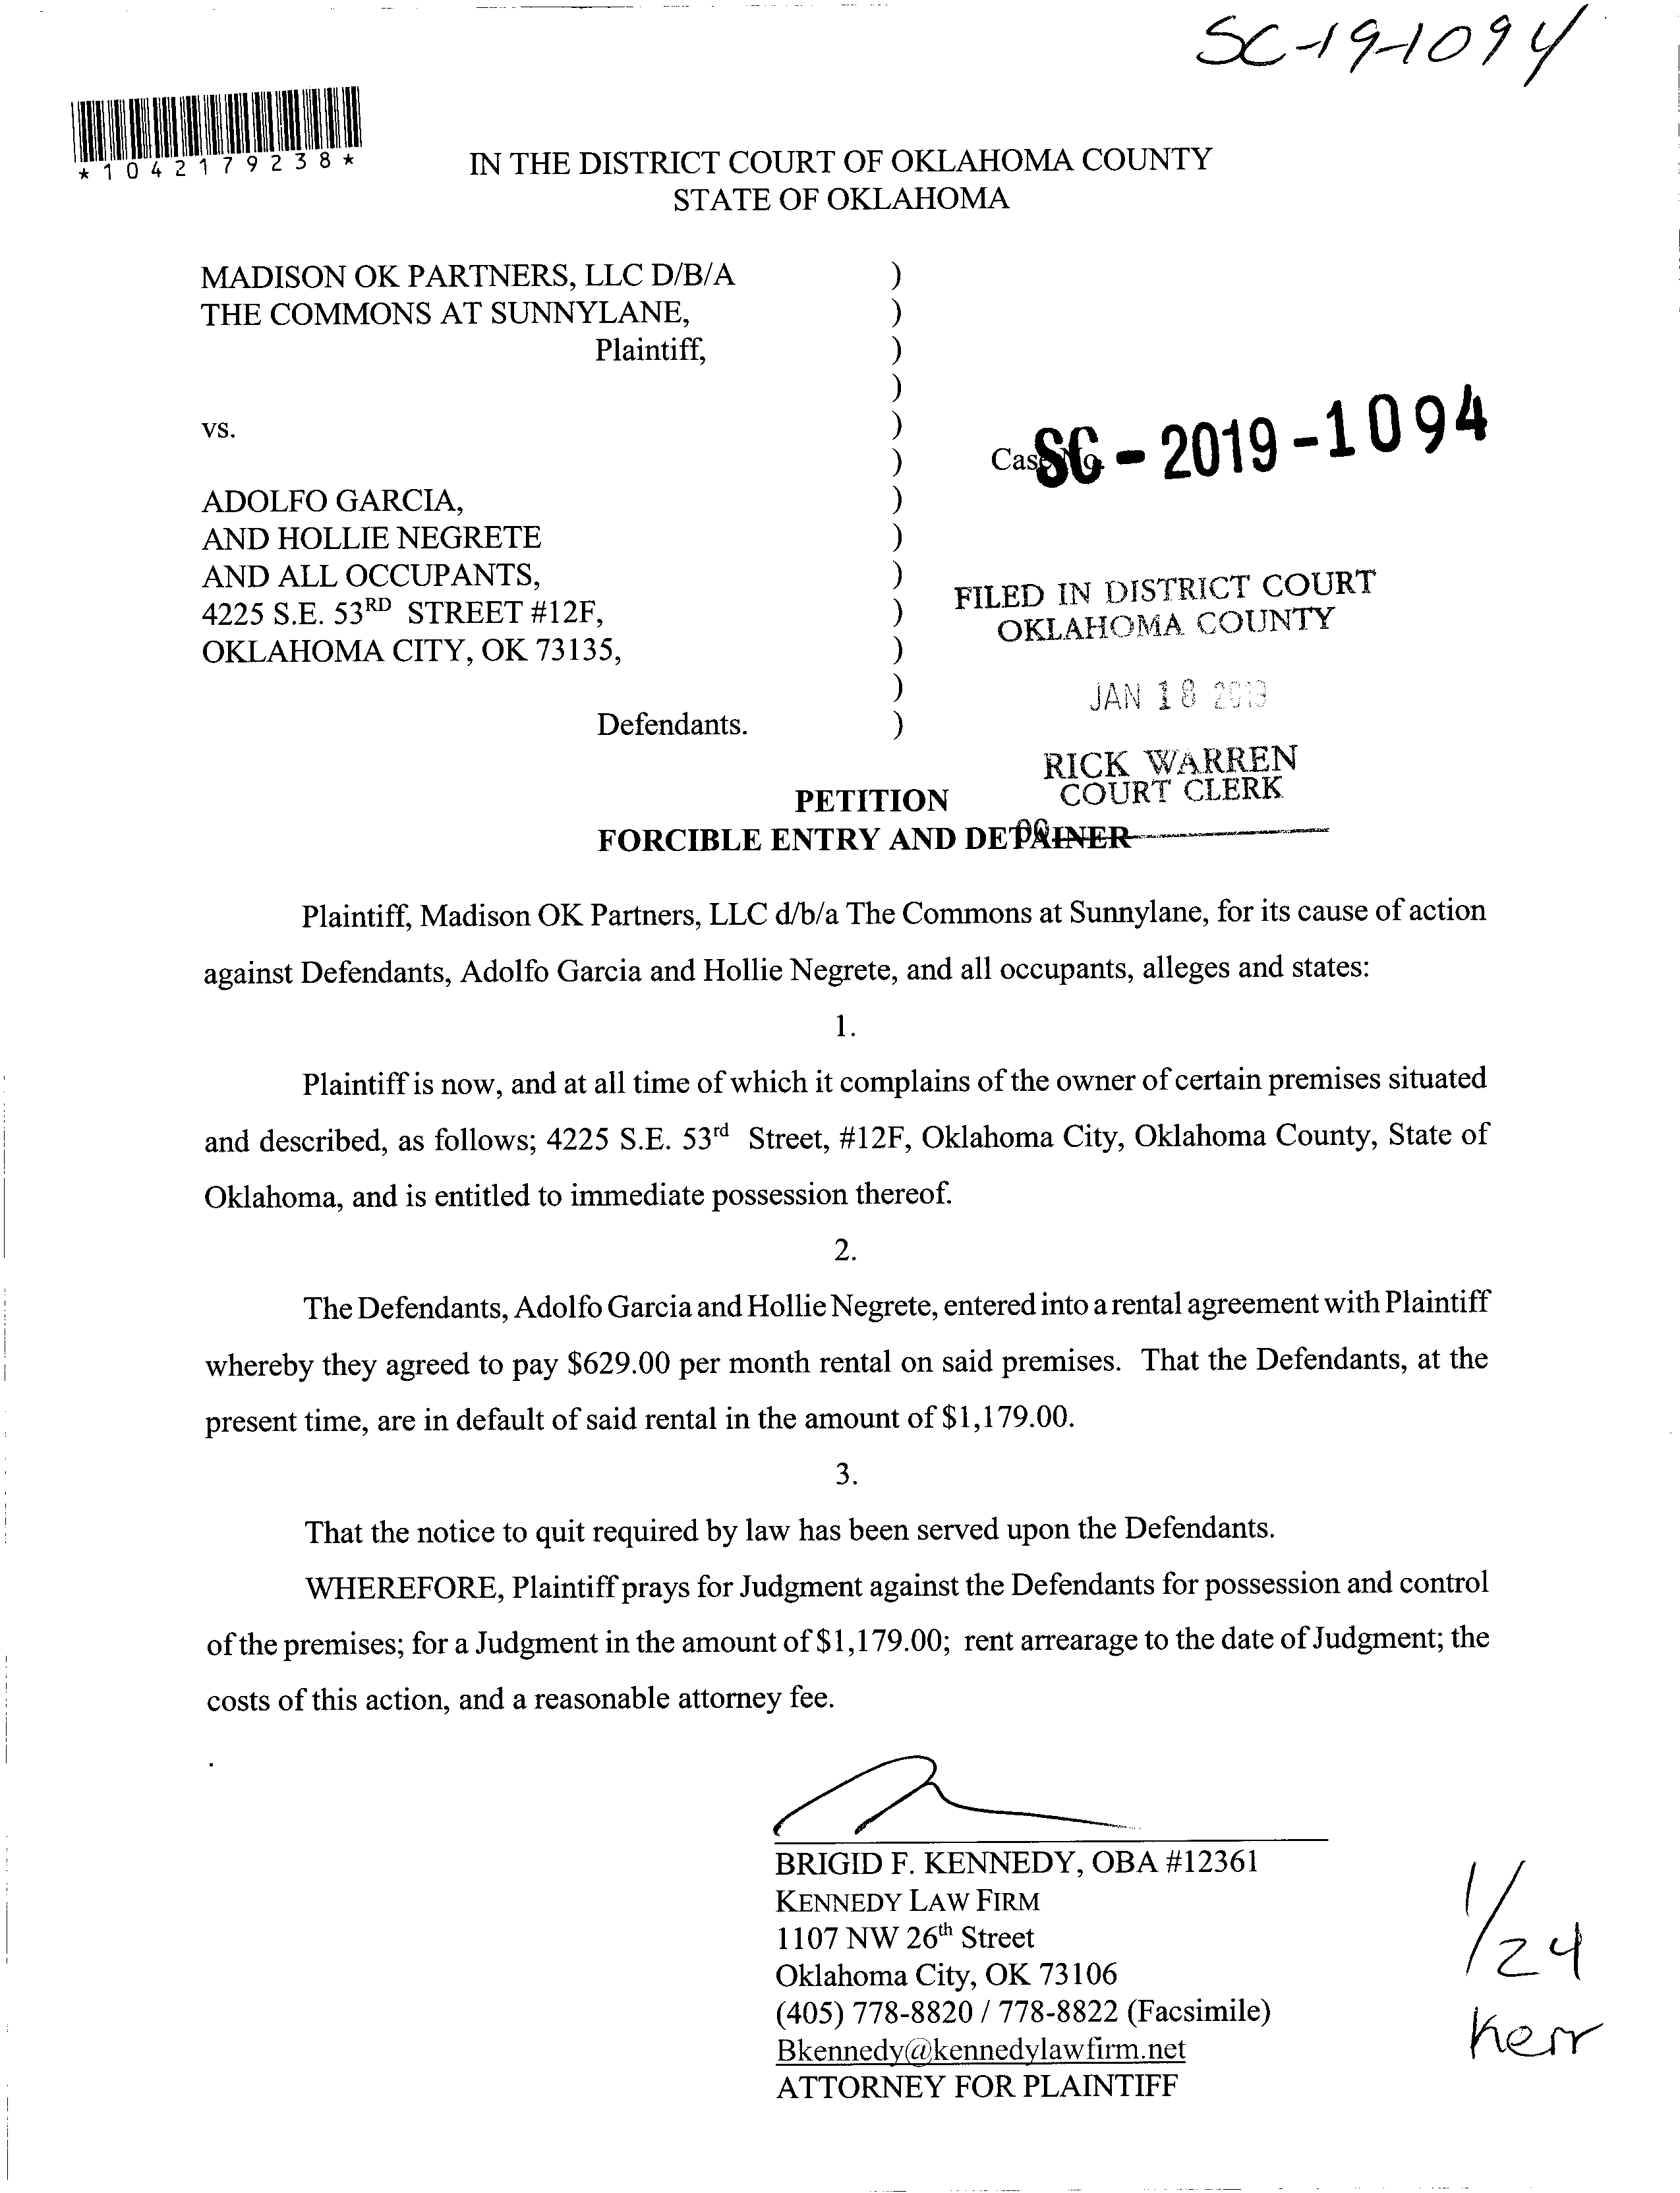 SC-19-1094
*1042179238*
IN THE DISTRICT COURT OF OKLAHOMA COUNTY
STATE OF OKLAHOMA
MADISON OK PARTNERS, LLC D/B/A )
THE COMMONS AT SUNNYLANE, )
Plaintiff, )
)
vs. )
) Case No. SC - 2019 - 1094
ADOLFO GARCIA, )
AND HOLLIE NEGRETE )
AND ALL OCCUPANTS, )
4225 S.E. 53RD STREET #12F, )
OKLAHOMA CITY, OK 73135, )
)
Defendants. )
FILED IN DISTRICT COURT
OKLAHOMA COUNTY
JAN 18 2019
RICK WARREN
COURT CLERK
PETITION
FORCIBLE ENTRY AND DETAINER
Plaintiff, Madison OK Partners, LLC d/b/a The Commons at Sunnylane, for its cause of action
against Defendants, Adolfo Garcia and Hollie Negrete, and all occupants, alleges and states:
1.
Plaintiff is now, and at all time of which it complains of the owner of certain premises situated
and described, as follows; 4225 S.E. 53rd Street, #12F, Oklahoma City, Oklahoma County, State of
Oklahoma, and is entitled to immediate possession thereof.
2.
The Defendants, Adolfo Garcia and Hollie Negrete, entered into a rental agreement with Plaintiff
whereby they agreed to pay $629.00 per month rental on said premises. That the Defendants, at the
present time, are in default of said rental in the amount of $1,179.00.
3.
That the notice to quit required by law has been served upon the Defendants.
WHEREFORE, Plaintiff prays for Judgment against the Defendants for possession and control
of the premises; for a Judgment in the amount of $1,179.00; rent arrearage to the date of Judgment; the
costs of this action, and a reasonable attorney fee.
BRIGID F. KENNEDY, OBA #12361
KENNEDY LAW FIRM
1107 NW 26th Street
Oklahoma City, OK 73106
(405) 778-8820 / 778-8822 (Facsimile)
Bkennedy@kennedylawfirm.net
ATTORNEY FOR PLAINTIFF
1/24
Kerr